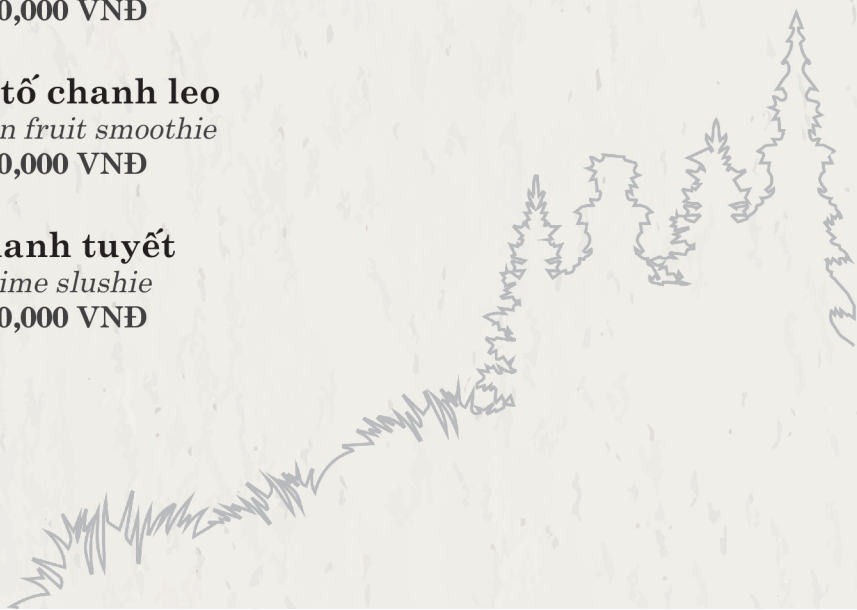 0,000 VNĐ
tố chanh leo
n fruit smoothie
0,000 VNĐ
anh tuyết
ime slushie
0,000 VNĐ